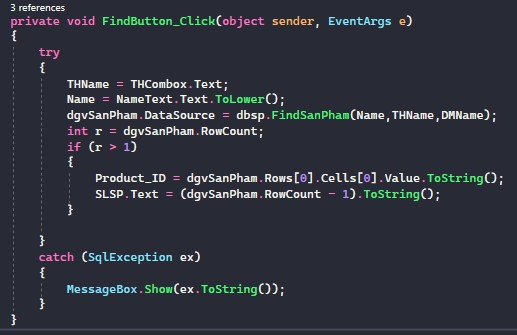 3 references
private void FindButton_Click(object sender, EventArgs e)
{
try
{
THName = THCombox.Text;
Name = NameText.Text.ToLower();
dgvSanPham.DataSource = dbsp.FindSanPham(Name,THName,DMName);
int r = dgvSanPham.RowCount;
if (r > 1)
{
Product_ID = dgvSanPham.Rows[0].Cells[0].Value.ToString();
SLSP.Text = (dgvSanPham.RowCount - 1).ToString();
}
}
catch (SqlException ex)
{
MessageBox.Show(ex.ToString());
}
}